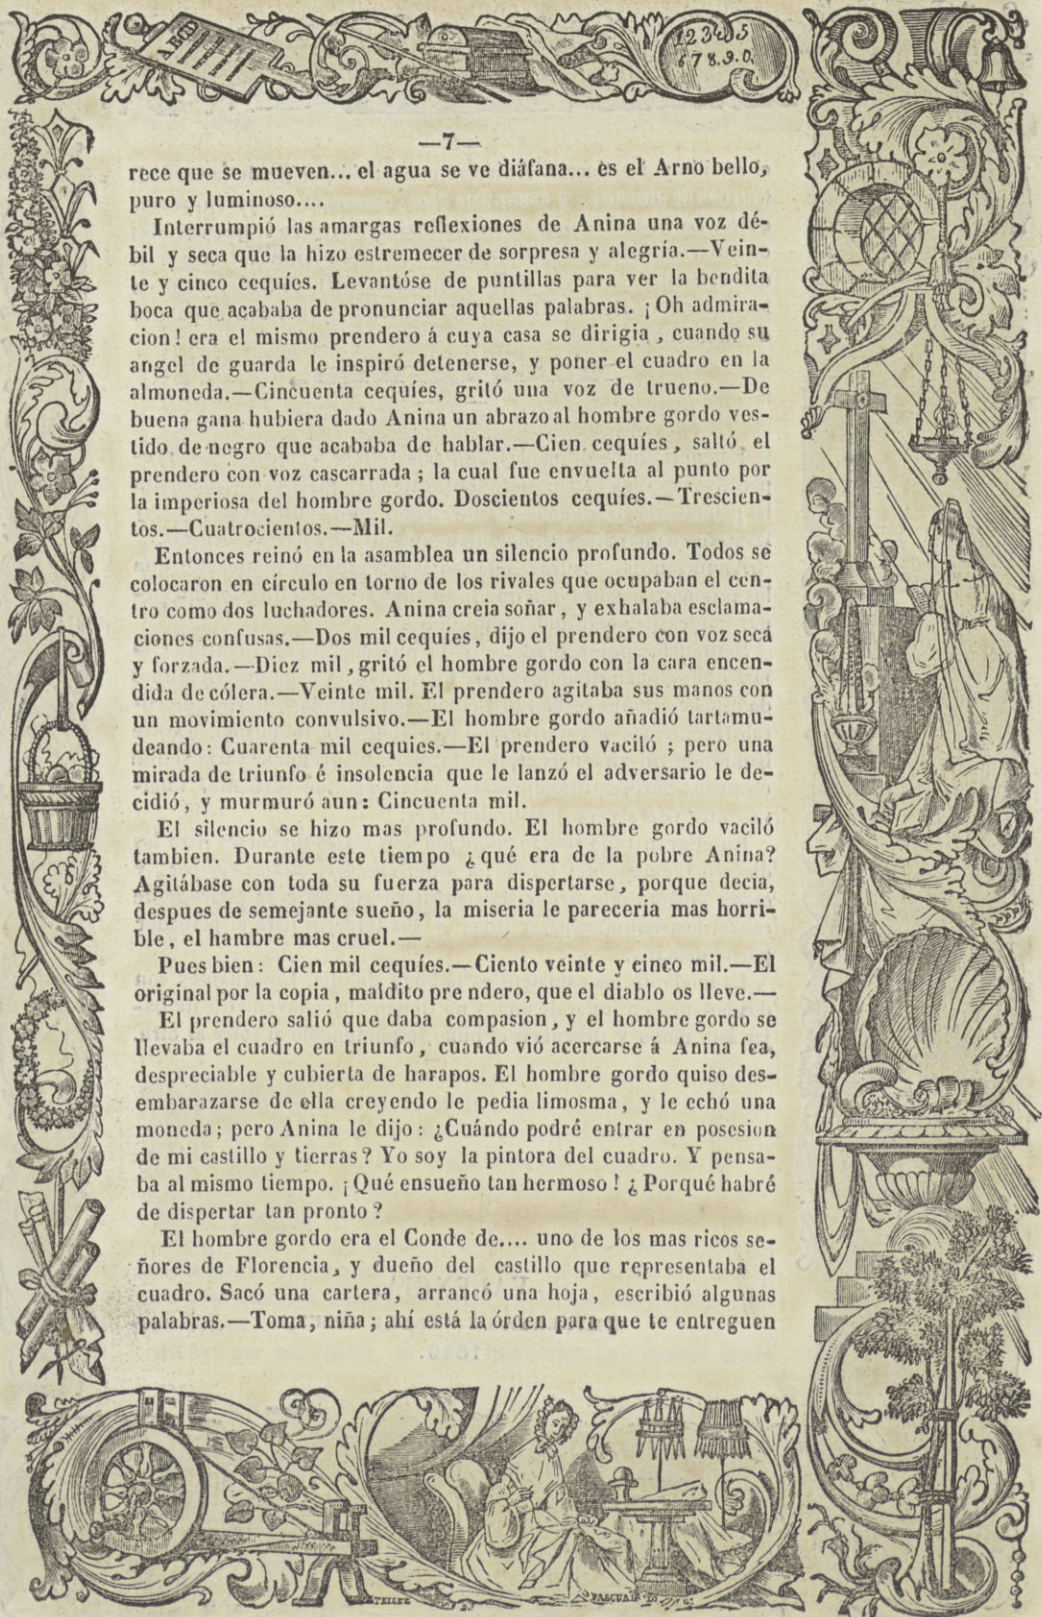 ABCD
12345
678.9.0.
—7—
rece que se mueven... el agua se ve diáfana... es el Arno bello,
puro y luminoso....
Interrumpió las amargas reflexiones de Anina una voz dé-
bil y seca que la hizo estremecer de sorpresa y alegría.—Vein-
te y cinco cequíes. Levantóse de puntillas para ver la bendita
boca que acababa de pronunciar aquellas palabras. ¡Oh admira-
cion! era el mismo prendero á cuya casa se dirigia, cuando su
angel de guarda le inspiró detenerse, y poner el cuadro en la
almoneda.—Cincuenta cequíes, gritó una voz de trueno.—De
buena gana hubiera dado Anina un abrazo al hombre gordo ves-
tido de negro que acababa de hablar.—Cien cequíes, saltó el
prendero con voz cascarrada; la cual fue envuelta al punto por
la imperiosa del hombre gordo. Doscientos cequíes.—Trescien-
tos.—Cuatrocientos.—Mil.
Entonces reinó en la asamblea un silencio profundo. Todos se
colocaron en círculo en torno de los rivales que ocupaban el cen-
tro como dos luchadores. Anina creia soñar, y exhalaba esclama-
ciones confusas.—Dos mil cequíes, dijo el prendero con voz seca
y forzada.—Diez mil, gritó el hombre gordo con la cara encen-
dida de cólera.—Veinte mil. El prendero agitaba sus manos con
un movimiento convulsivo.—El hombre gordo añadió tartamu-
deando: Cuarenta mil cequies.—El prendero vaciló; pero una
mirada de triunfo é insolencia que le lanzó el adversario le de-
cidió, y murmuró aun: Cincuenta mil.
El silencio se hizo mas profundo. El hombre gordo vaciló
tambien. Durante este tiempo ¿qué era de la pobre Anina?
Agitábase con toda su fuerza para dispertarse, porque decia,
despues de semejante sueño, la miseria le pareceria mas horri-
ble, el hambre mas cruel.—
Pues bien: Cien mil cequíes.—Ciento veinte y cinco mil.—El
original por la copia, maldito pre ndero, que el diablo os lleve.—
El prendero salió que daba compasion, y el hombre gordo se
llevaba el cuadro en triunfo, cuando vió acercarse á Anina fea,
despreciable y cubierta de harapos. El hombre gordo quiso des-
embarazarse de ella creyendo le pedia limosma, y le echó una
moneda; pero Anina le dijo: ¿Cuándo podré entrar en posesion
de mi castillo y tierras? Yo soy la pintora del cuadro. Y pensa-
ba al mismo tiempo. ¡Qué ensueño tan hermoso! ¿Porqué habré
de dispertar tan pronto?
El hombre gordo era el Conde de.... uno de los mas ricos se-
ñores de Florencia, y dueño del castillo que representaba el
cuadro. Sacó una cartera, arrancó una hoja, escribió algunas
palabras.—Toma, niña; ahí está la órden para que te entreguen
TELLEZ
PASCUAL